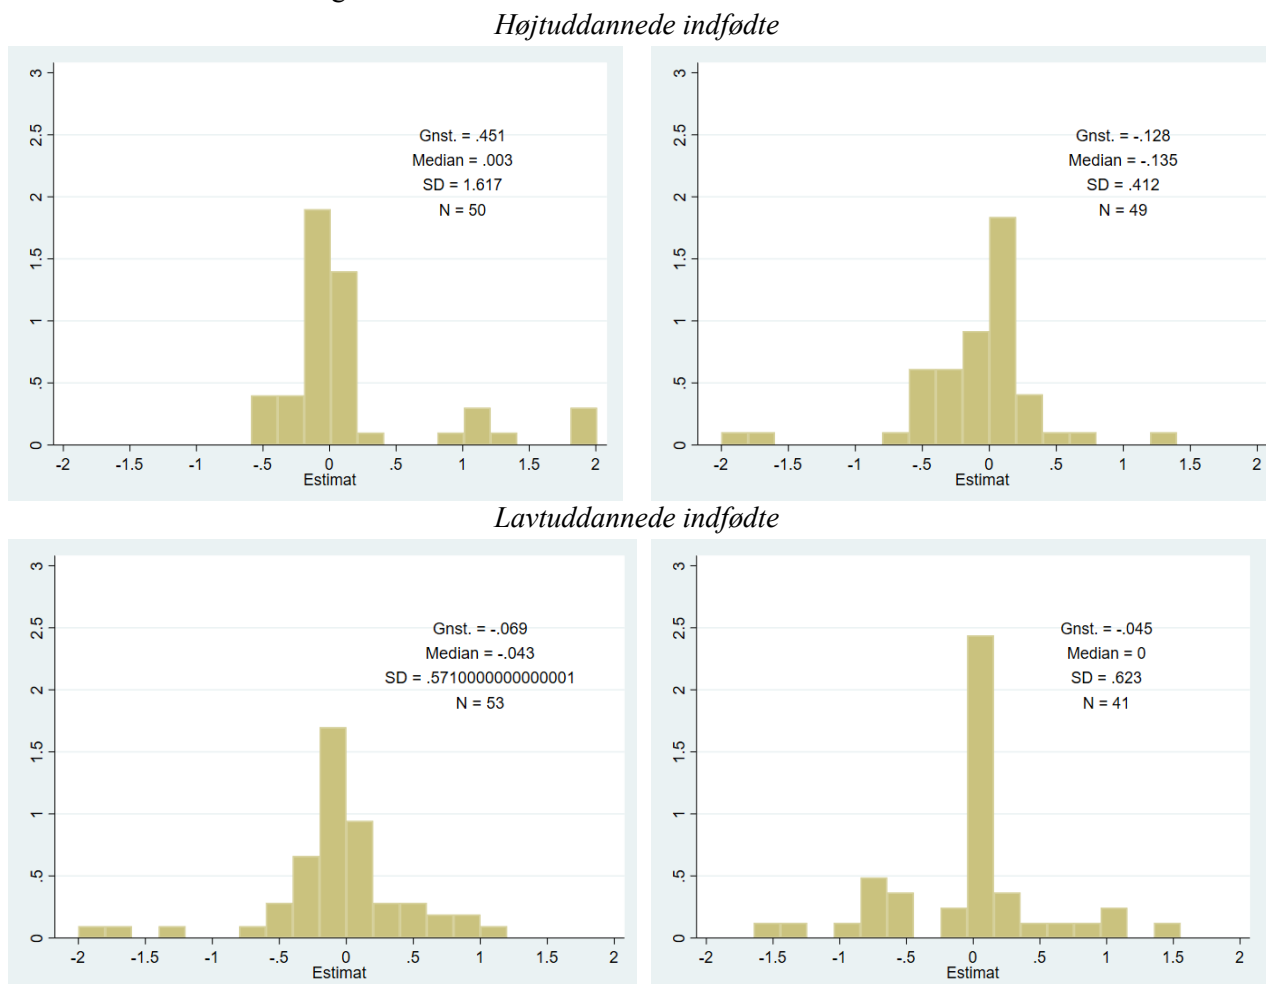 Højtuddannede indfødte
3
2.5
2
1.5
1
.5
0
Gnst. = .451
Median = .003
SD = 1.617
N = 50
-2 -1.5 -1 -.5 0 .5 1 1.5 2
Estimat
3
2.5
2
1.5
1
.5
0
Gnst. = -.128
Median = -.135
SD = .412
N = 49
-2 -1.5 -1 -.5 0 .5 1 1.5 2
Estimat
Lavtuddannede indfødte
3
2.5
2
1.5
1
.5
0
Gnst. = -.069
Median = -.043
SD = .5710000000000001
N = 53
-2 -1.5 -1 -.5 0 .5 1 1.5 2
Estimat
3
2.5
2
1.5
1
.5
0
Gnst. = -.045
Median = 0
SD = .623
N = 41
-2 -1.5 -1 -.5 0 .5 1 1.5 2
Estimat